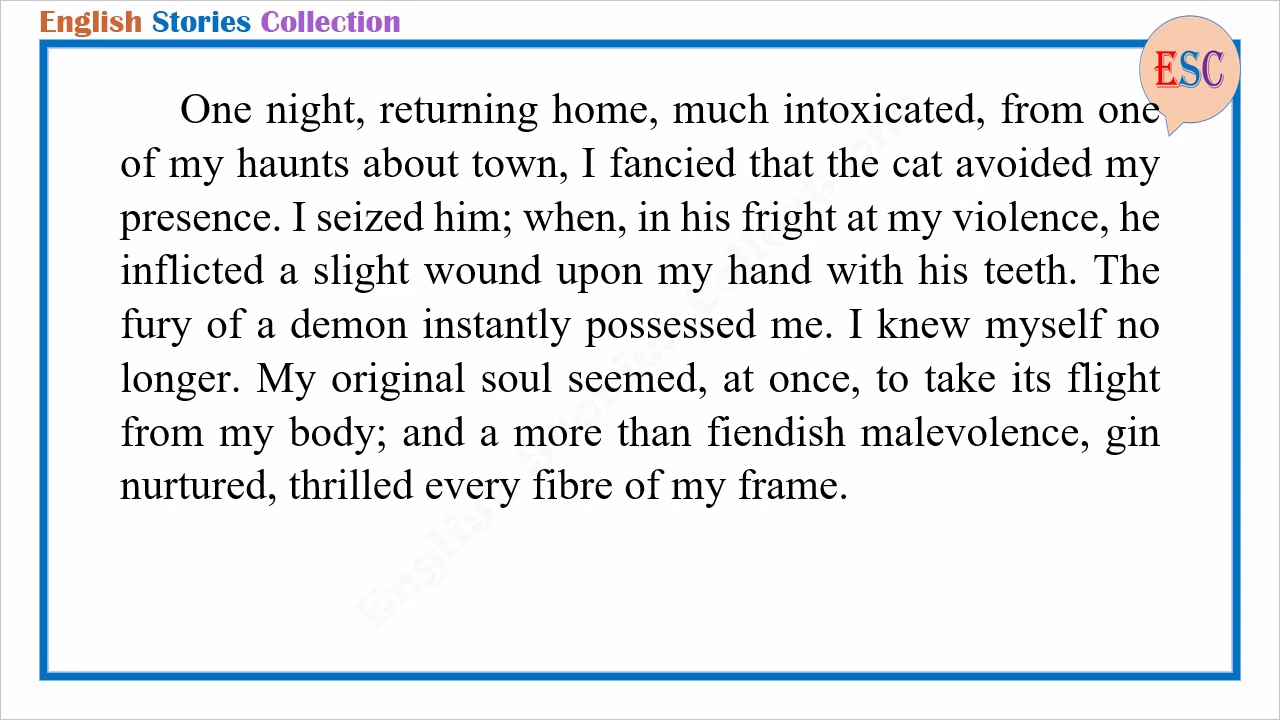 English Stories Collection
ESC
One night, returning home, much intoxicated, from one
of my haunts about town, I fancied that the cat avoided my
presence. I seized him; when, in his fright at my violence, he
inflicted a slight wound upon my hand with his teeth. The
fury of a demon instantly possessed me. I knew myself no
longer. My original soul seemed, at once, to take its flight
from my body; and a more than fiendish malevolence, gin
nurtured, thrilled every fibre of my frame.
English Stories Collection